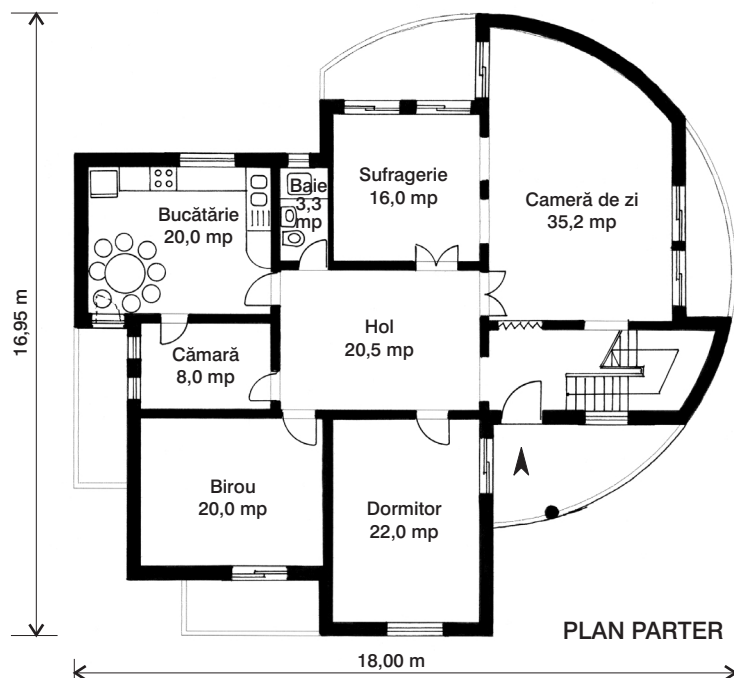 16,95 m
Bucătărie
20,0 mp
Baie
3,3
mp
Sufragerie
16,0 mp
Cameră de zi
35,2 mp
Cămară
8,0 mp
Hol
20,5 mp
Birou
20,0 mp
Dormitor
22,0 mp
PLAN PARTER
18,00 m